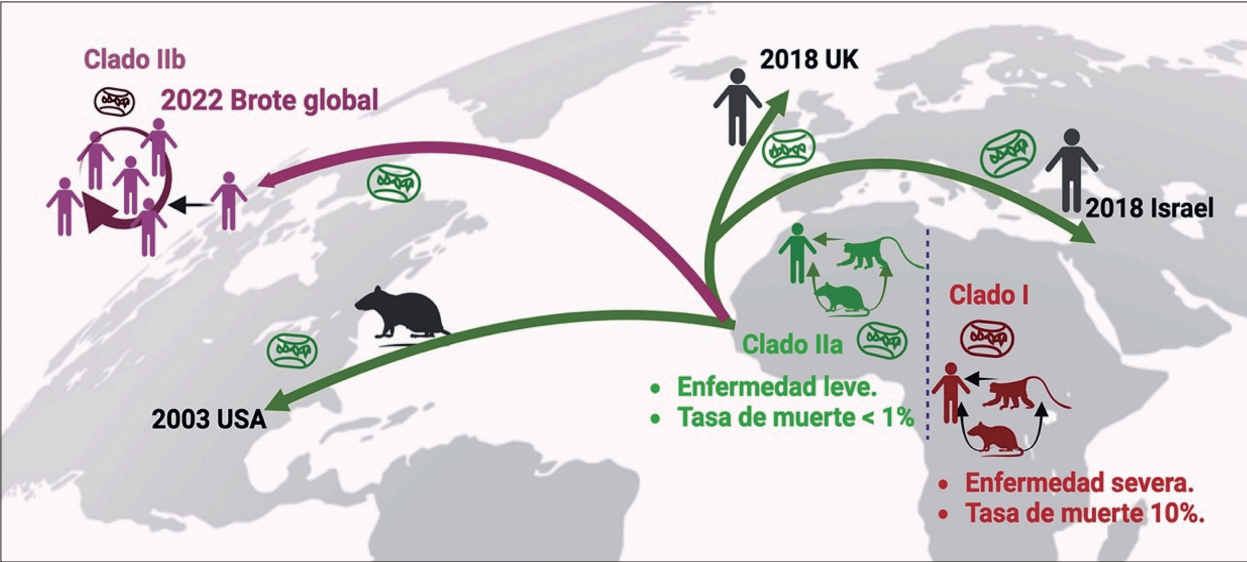 Clado IIb
2022 Brote global
2018 UK
2018 Israel
2003 USA
Clado IIa
• Enfermedad leve.
• Tasa de muerte < 1%
Clado I
• Enfermedad severa.
• Tasa de muerte 10%.